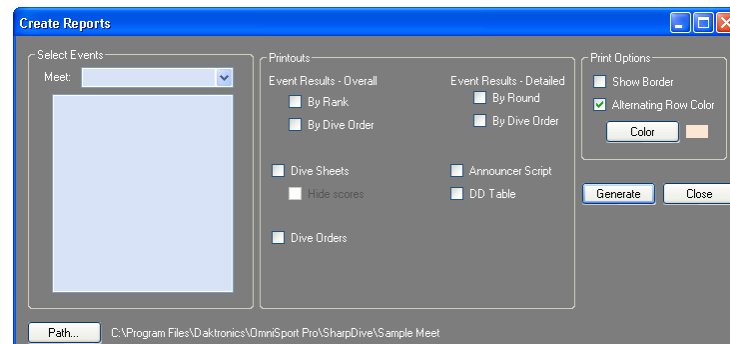 Create Reports
Select Events
Meet:
Printouts
Event Results - Overall
By Rank
By Dive Order
Event Results - Detailed
By Round
By Dive Order
Dive Sheets
Hide scores
Announcer Script
DD Table
Dive Orders
Print Options
Show Border
Alternating Row Color
Color
Generate
Close
Path...
C:\Program Files\Daktronics\OmniSport Pro\SharpDive\Sample Meet